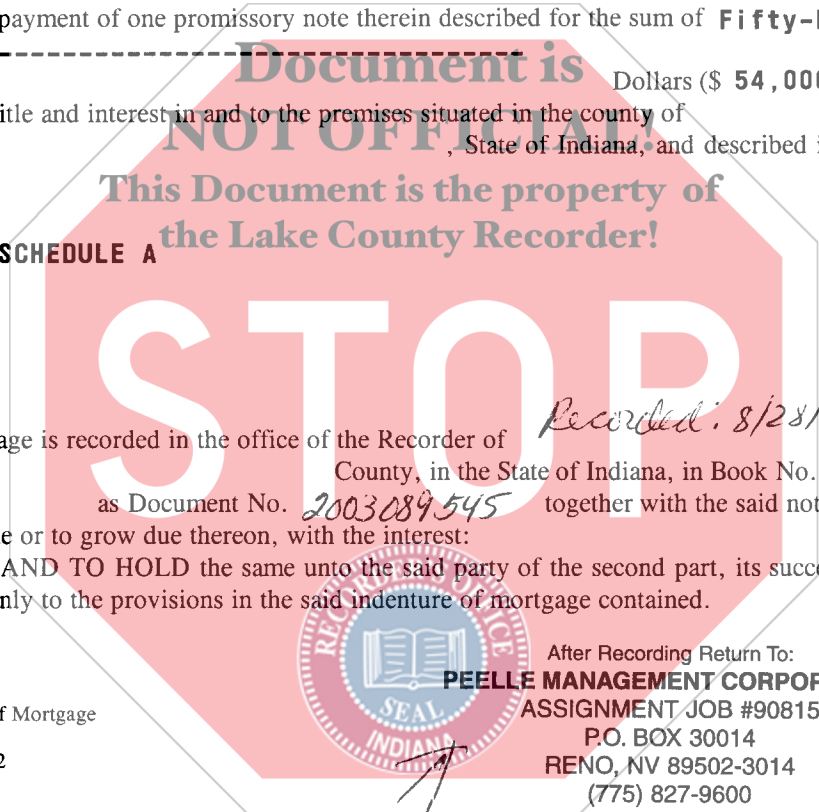 payment of one promissory note therein described for the sum of Fifty-
Document is
Dollars ($ 54,000
itle and interest in and to the premises situated in the county of
NOT OFFICIAL!
, State of Indiana, and described i
This Document is the property of
the Lake County Recorder!
SCHEDULE A
STOP
Recorded: 8/28/
age is recorded in the office of the Recorder of
County, in the State of Indiana, in Book No.
as Document No. 2003089545 together with the said not
e or to grow due thereon, with the interest:
AND TO HOLD the same unto the said party of the second part, its succe
nly to the provisions in the said indenture of mortgage contained.
RECORDER'S OFFICE
SEAL
INDIANA
After Recording Return To:
PEELLE MANAGEMENT CORPOR
f Mortgage
ASSIGNMENT JOB #90815
P.O. BOX 30014
2
RENO, NV 89502-3014
(775) 827-9600